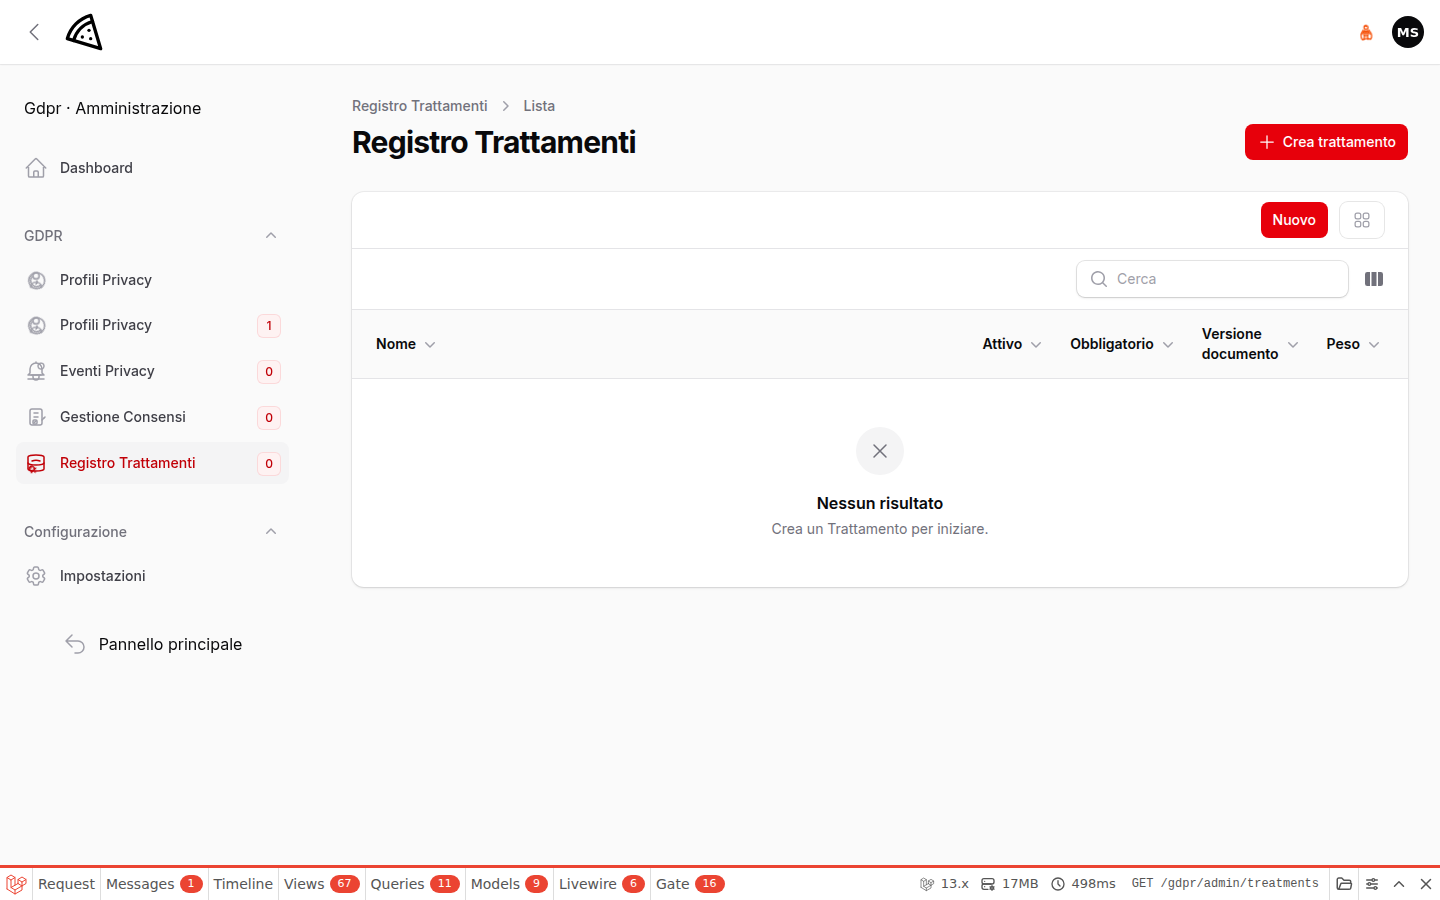 MS
Gdpr · Amministrazione
Dashboard
GDPR
Profili Privacy
Profili Privacy 1
Eventi Privacy 0
Gestione Consensi 0
Registro Trattamenti 0
Configurazione
Impostazioni
Pannello principale
Registro Trattamenti Lista
Registro Trattamenti
Crea trattamento
Nuovo
Cerca
Nome Attivo Obbligatorio Versione documento Peso
Nessun risultato
Crea un Trattamento per iniziare.
Request Messages 1 Timeline Views 67 Queries 11 Models 9 Livewire 6 Gate 16 13.x 17MB 498ms GET /gdpr/admin/treatments